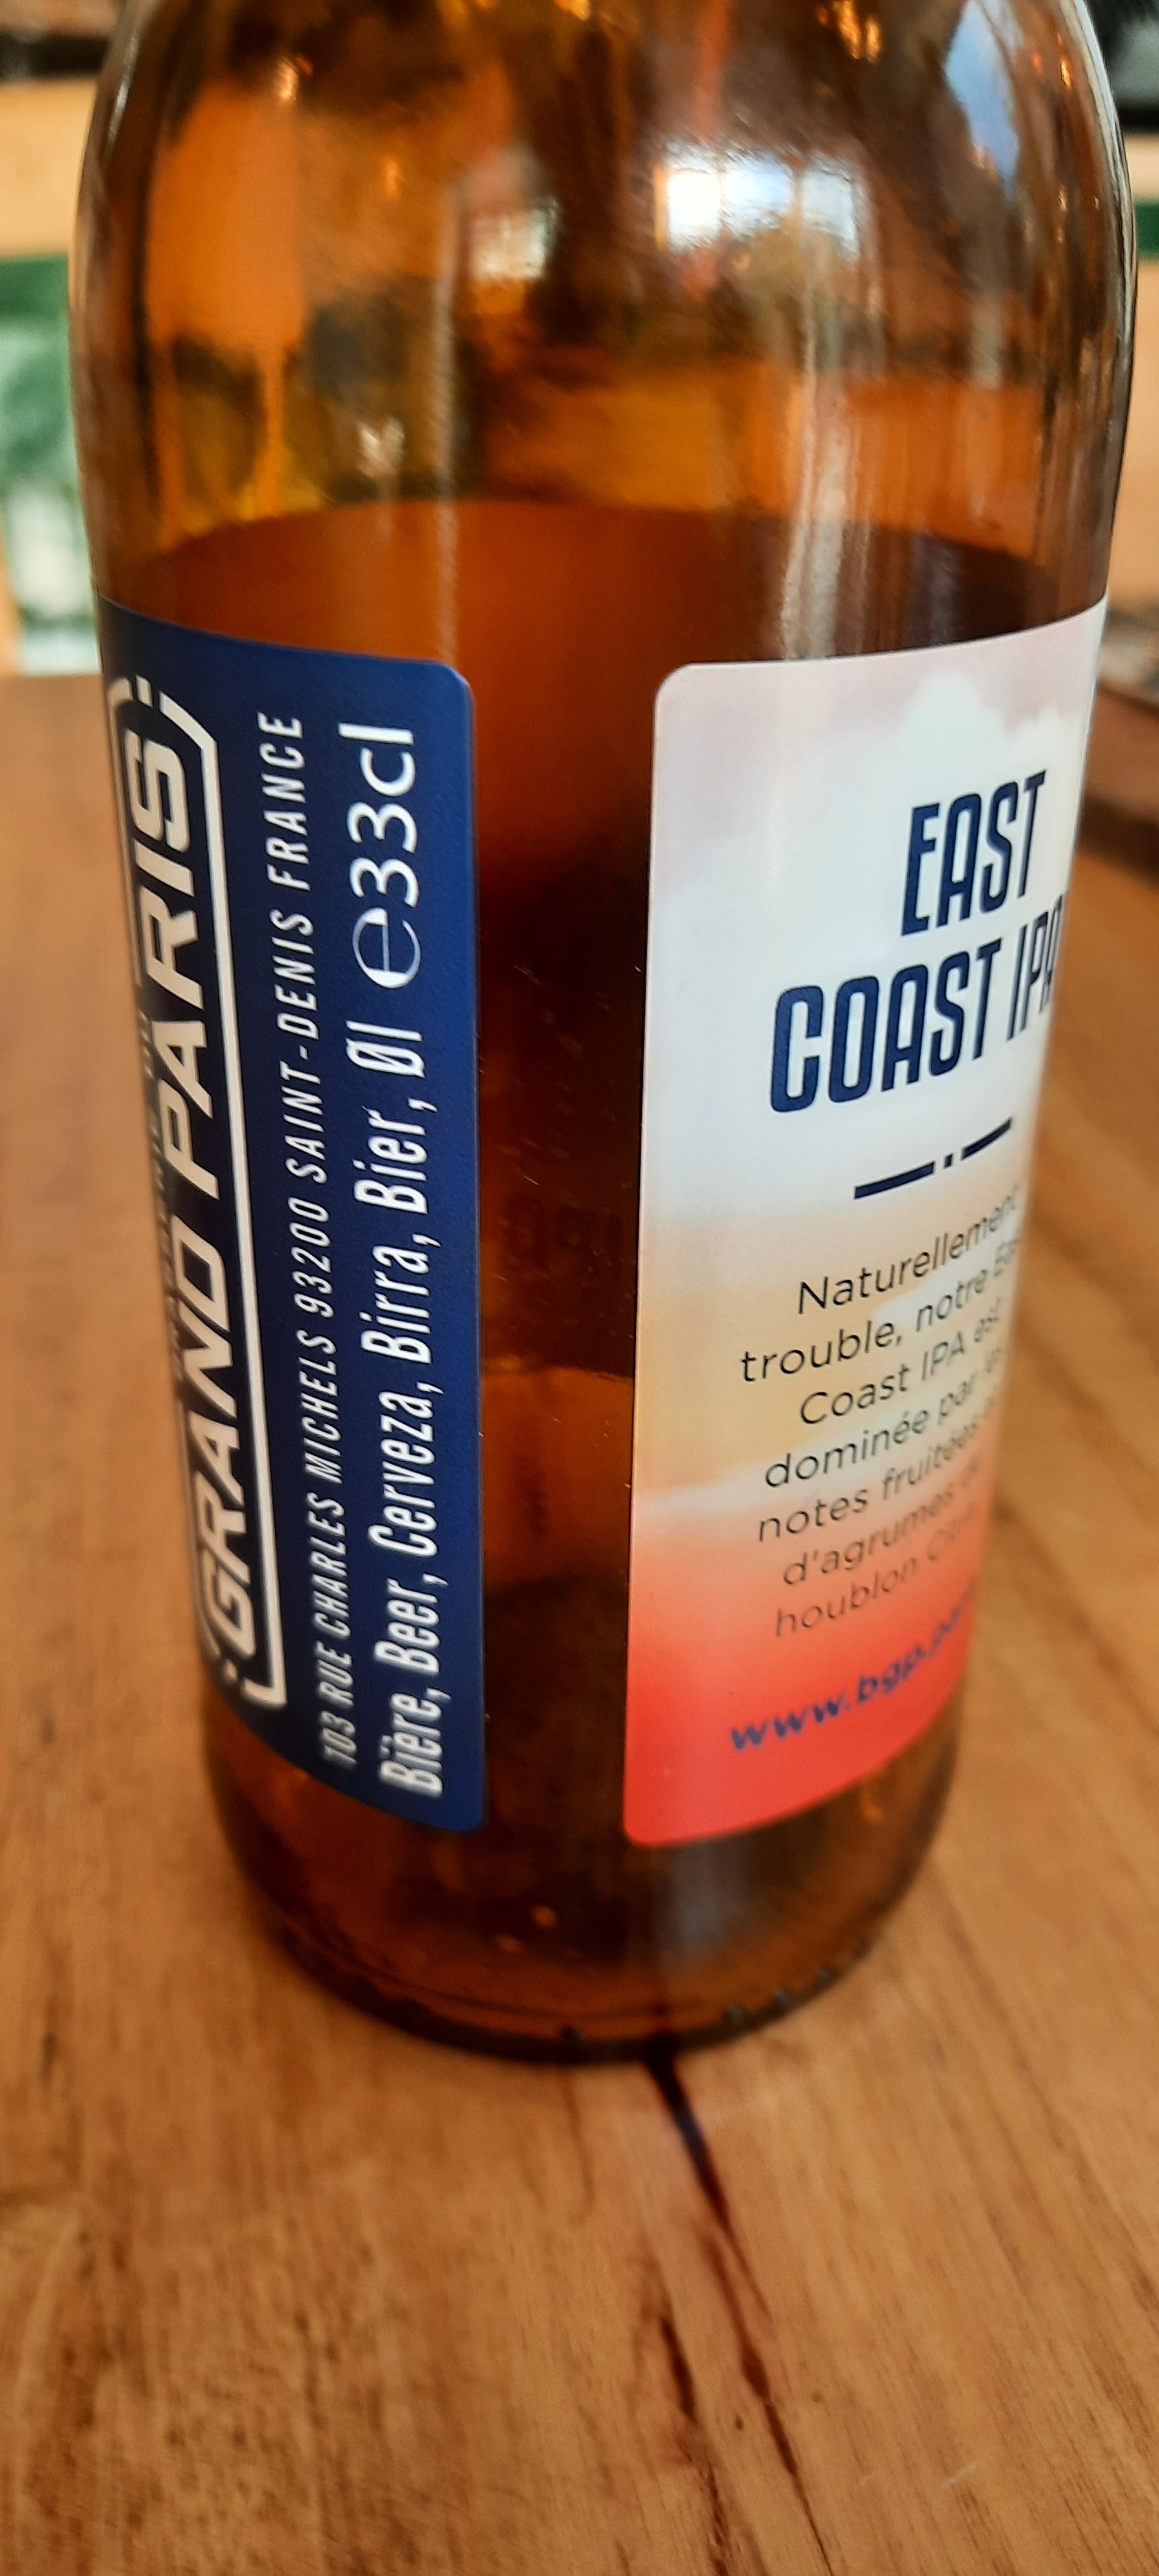 GRAND PARIS
103 RUE CHARLES MICHELS 93200 SAINT-DENIS FRANCE
Bière, Beer, Cerveza, Birra, Bier, Øl ℮33cl
EAST
COAST IPA
Naturellement
trouble, notre
Coast IPA est
dominée par
notes fruitées
d'agrumes
houblon
www.bgp.